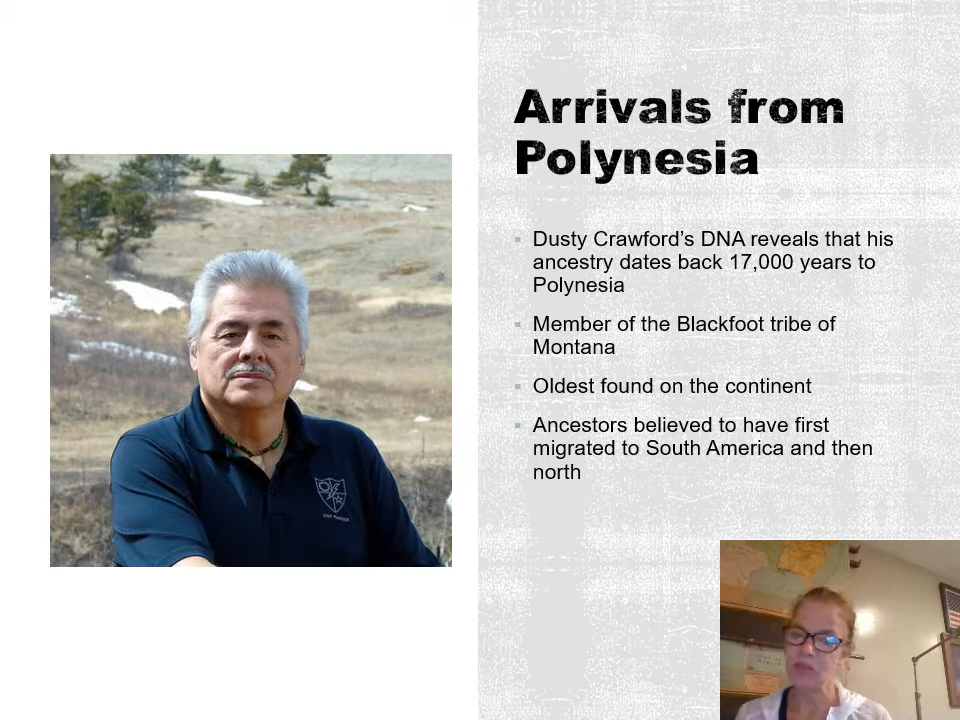 Arrivals from
Polynesia
Dusty Crawford’s DNA reveals that his
ancestry dates back 17,000 years to
Polynesia
Member of the Blackfoot tribe of
Montana
Oldest found on the continent
Ancestors believed to have first
migrated to South America and then
north